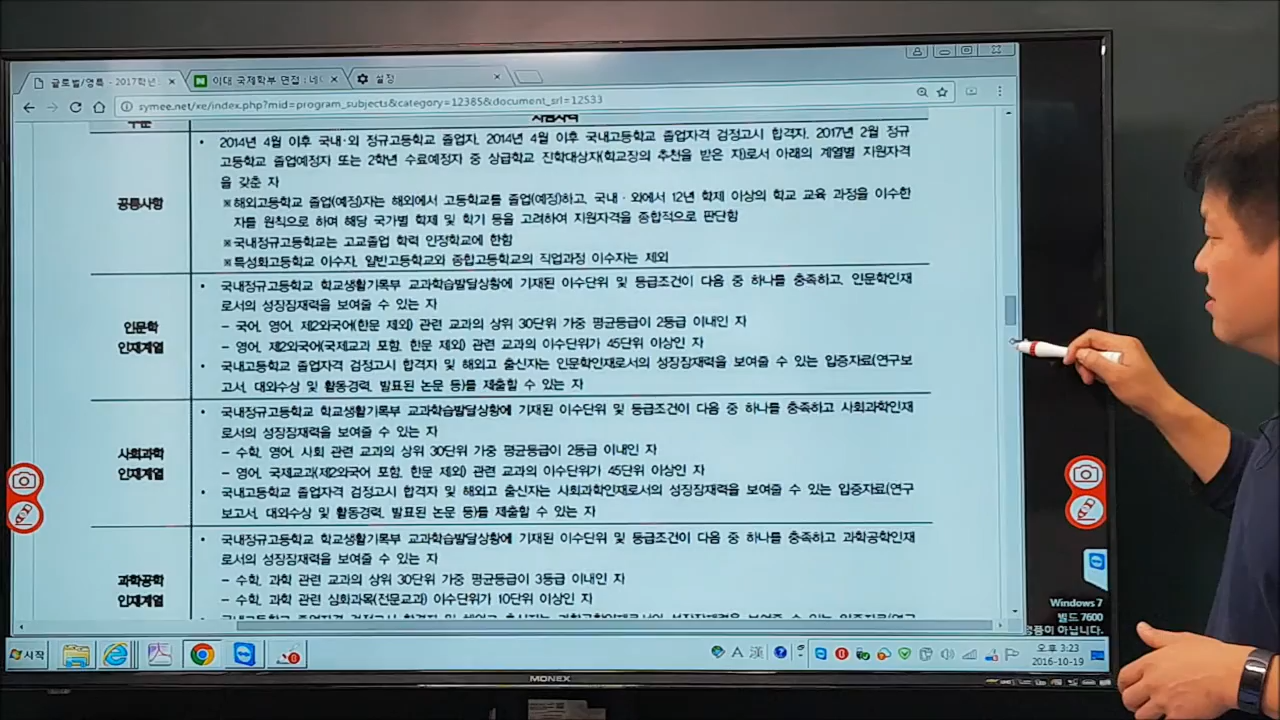 글로벌/영특 - 2017학년
이대 국제학부 면접 : 네
설정
symee.net/xe/index.php?mid=program_subjects&category=12385&document_srl=12533
지원자격
공통사항
• 2014년 4월 이후 국내·외 정규고등학교 졸업자, 2014년 4월 이후 국내고등학교 졸업자격 검정고시 합격자, 2017년 2월 정규
고등학교 졸업예정자 또는 2학년 수료예정자 중 상급학교 진학대상자(학교장의 추천을 받은 자)로서 아래의 계열별 지원자격
을 갖춘 자
※해외고등학교 졸업(예정)자는 해외에서 고등학교를 졸업(예정)하고, 국내·외에서 12년 학제 이상의 학교 교육 과정을 이수한
자를 원칙으로 하며 해당 국가별 학제 및 학기 등을 고려하여 지원자격을 종합적으로 판단함
※국내정규고등학교는 고교졸업 학력 인정학교에 한함
※특성화고등학교 이수자, 일반고등학교와 종합고등학교의 직업과정 이수자는 제외
인문학
인재계열
• 국내정규고등학교 학교생활기록부 교과학습발달상황에 기재된 이수단위 및 등급조건이 다음 중 하나를 충족하고, 인문학인재
로서의 성장잠재력을 보여줄 수 있는 자
- 국어, 영어, 제2외국어(한문 제외) 관련 교과의 상위 30단위 가중 평균등급이 2등급 이내인 자
- 영어, 제2외국어(국제교과 포함, 한문 제외) 관련 교과의 이수단위가 45단위 이상인 자
• 국내고등학교 졸업자격 검정고시 합격자 및 해외고 출신자는 인문학인재로서의 성장잠재력을 보여줄 수 있는 입증자료(연구보
고서, 대외수상 및 활동경력, 발표된 논문 등)를 제출할 수 있는 자
사회과학
인재계열
• 국내정규고등학교 학교생활기록부 교과학습발달상황에 기재된 이수단위 및 등급조건이 다음 중 하나를 충족하고 사회과학인재
로서의 성장잠재력을 보여줄 수 있는 자
- 수학, 영어, 사회 관련 교과의 상위 30단위 가중 평균등급이 2등급 이내인 자
- 영어, 국제교과(제2외국어 포함, 한문 제외) 관련 교과의 이수단위가 45단위 이상인 자
• 국내고등학교 졸업자격 검정고시 합격자 및 해외고 출신자는 사회과학인재로서의 성장잠재력을 보여줄 수 있는 입증자료(연구
보고서, 대외수상 및 활동경력, 발표된 논문 등)를 제출할 수 있는 자
과학공학
인재계열
• 국내정규고등학교 학교생활기록부 교과학습발달상황에 기재된 이수단위 및 등급조건이 다음 중 하나를 충족하고 과학공학인재
로서의 성장잠재력을 보여줄 수 있는 자
- 수학, 과학 관련 교과의 상위 30단위 가중 평균등급이 3등급 이내인 자
- 수학, 과학 관련 심화과목(전문교과) 이수단위가 10단위 이상인 자
Windows 7
빌드 7600
정품이 아닙니다.
시작
A 漢
오후 3:23
2016-10-19
MONEX